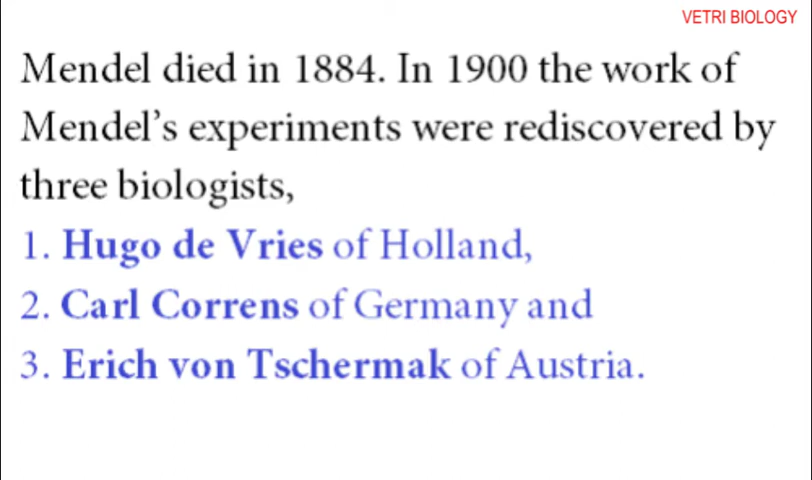 VETRI BIOLOGY
Mendel died in 1884. In 1900 the work of
Mendel’s experiments were rediscovered by
three biologists,
1. Hugo de Vries of Holland,
2. Carl Correns of Germany and
3. Erich von Tschermak of Austria.